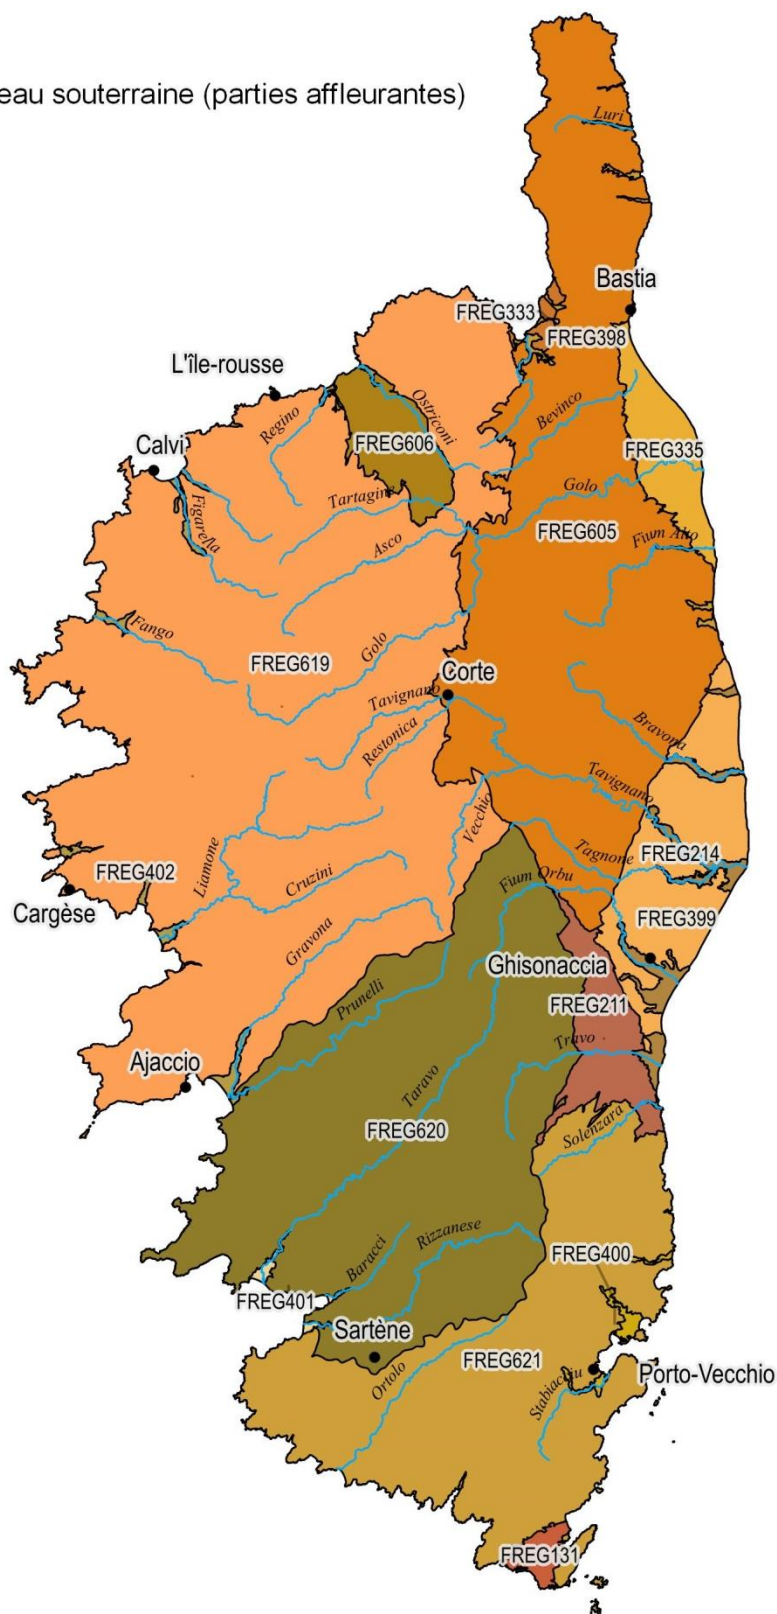 eau souterraine (parties affleurantes)
Luri
Bastia
FREG333
FREG398
L'île-rousse
Ostriconi
Bevinco
Regino
FREG606
FREG335
Calvi
Golo
Figarella
Tartagine
FREG605
Asco
Fium Alto
Fango
Golo
FREG619
Corte
Tavignano
Restonica
Bravona
Tavignano
Vecchio
Tagnone
FREG214
Liamone
FREG402
Cruzini
Fium Orbu
Cargèse
FREG399
Gravona
Ghisonaccia
Prunelli
FREG211
Travo
Ajaccio
Taravo
FREG620
Solenzara
Rizzanese
Baracci
FREG400
FREG401
Sartène
FREG621
Ortolo
Porto-Vecchio
Stabiacciu
FREG131